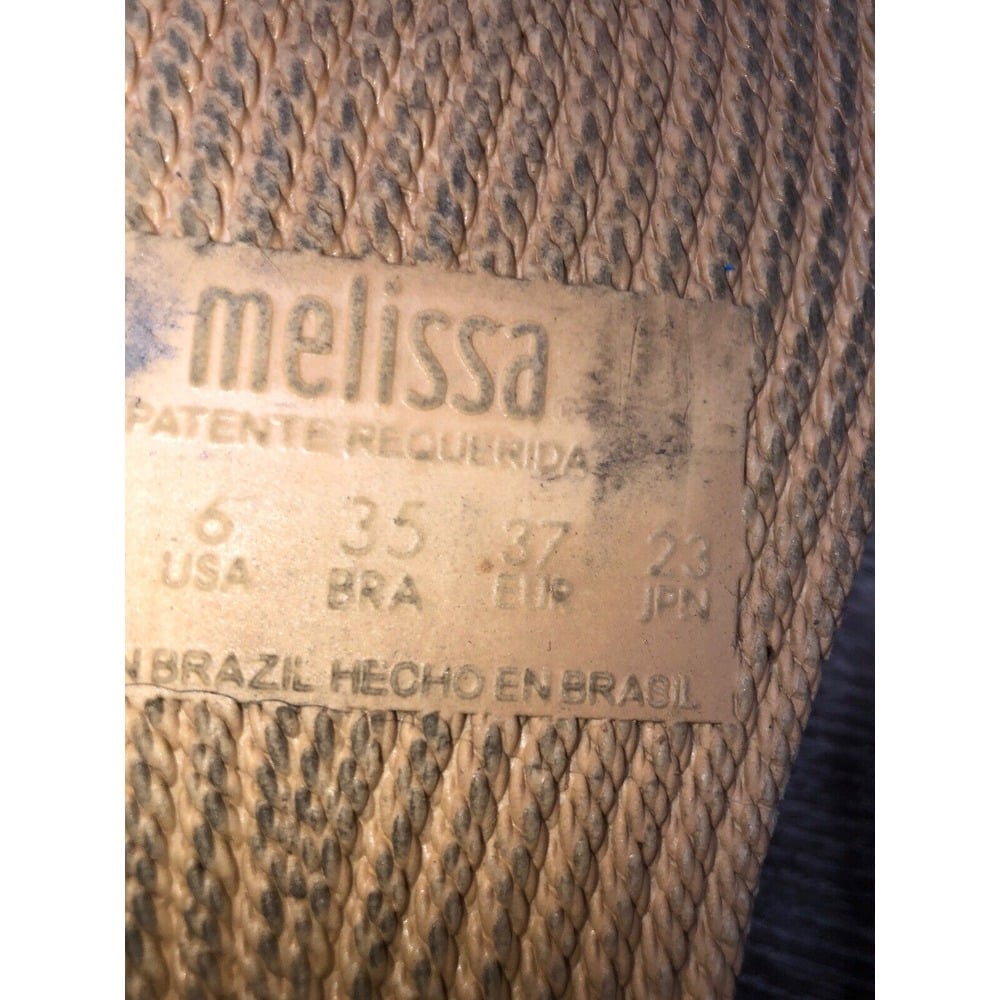 melissa
PATENTE REQUERIDA
6 35 37 23
USA BRA EUR JPN
N BRAZIL HECHO EN BRASIL